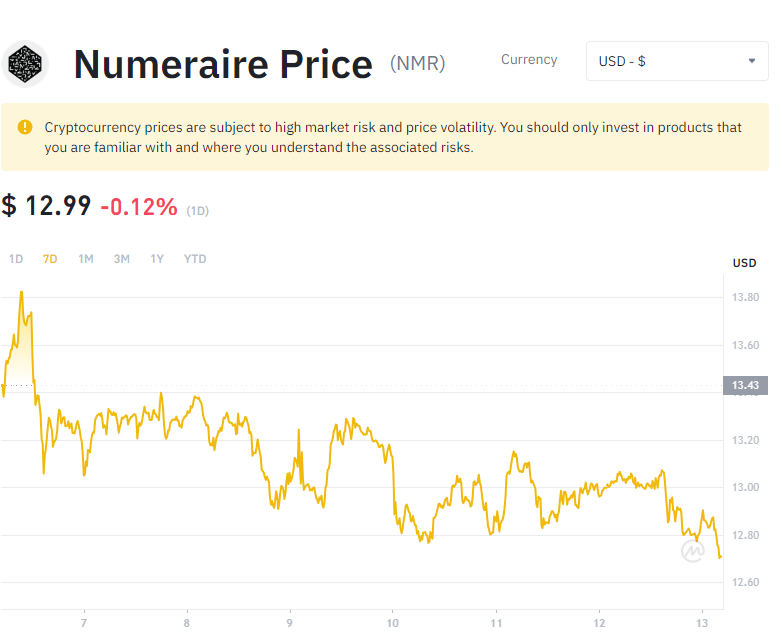 Numeraire Price (NMR) Currency USD - $
Cryptocurrency prices are subject to high market risk and price volatility. You should only invest in products that
you are familiar with and where you understand the associated risks.
$ 12.99 -0.12% (1D)
1D 7D 1M 3M 1Y YTD
USD
13.80
13.60
13.43
13.20
13.00
12.80
12.60
7 8 9 10 11 12 13